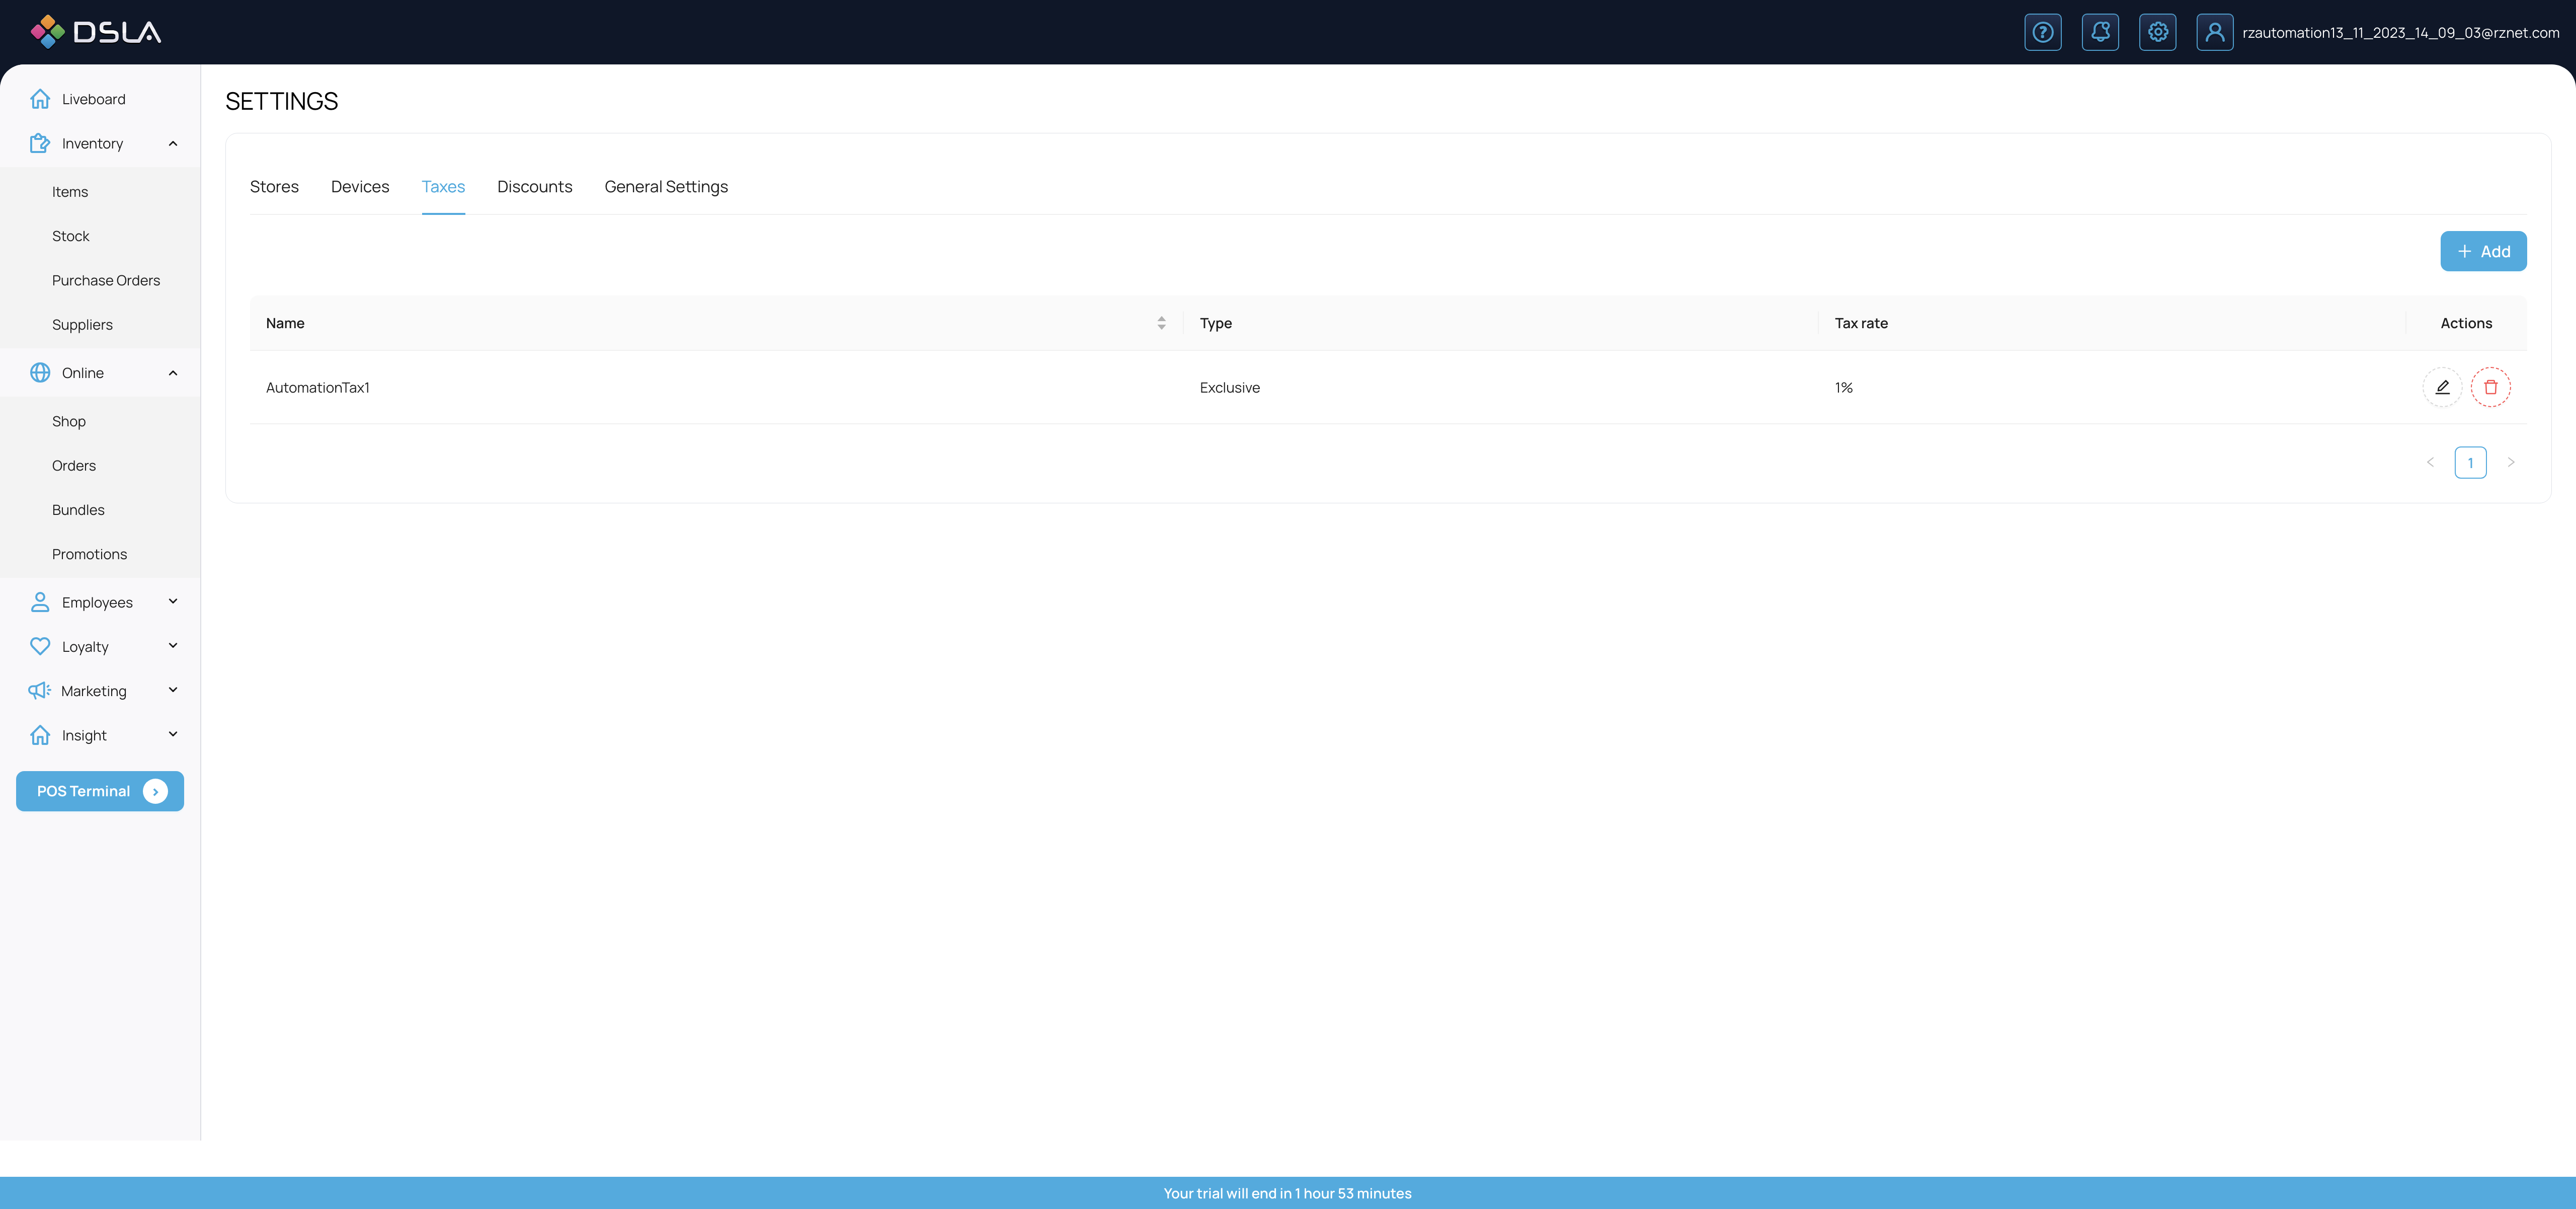 DSLA
rzautomation13_11_2023_14_09_03@rznet.com
Liveboard
Inventory
Items
Stock
Purchase Orders
Suppliers
Online
Shop
Orders
Bundles
Promotions
Employees
Loyalty
Marketing
Insight
POS Terminal
SETTINGS
Stores Devices Taxes Discounts General Settings
+ Add
Name Type Tax rate Actions
AutomationTax1 Exclusive 1%
1
Your trial will end in 1 hour 53 minutes